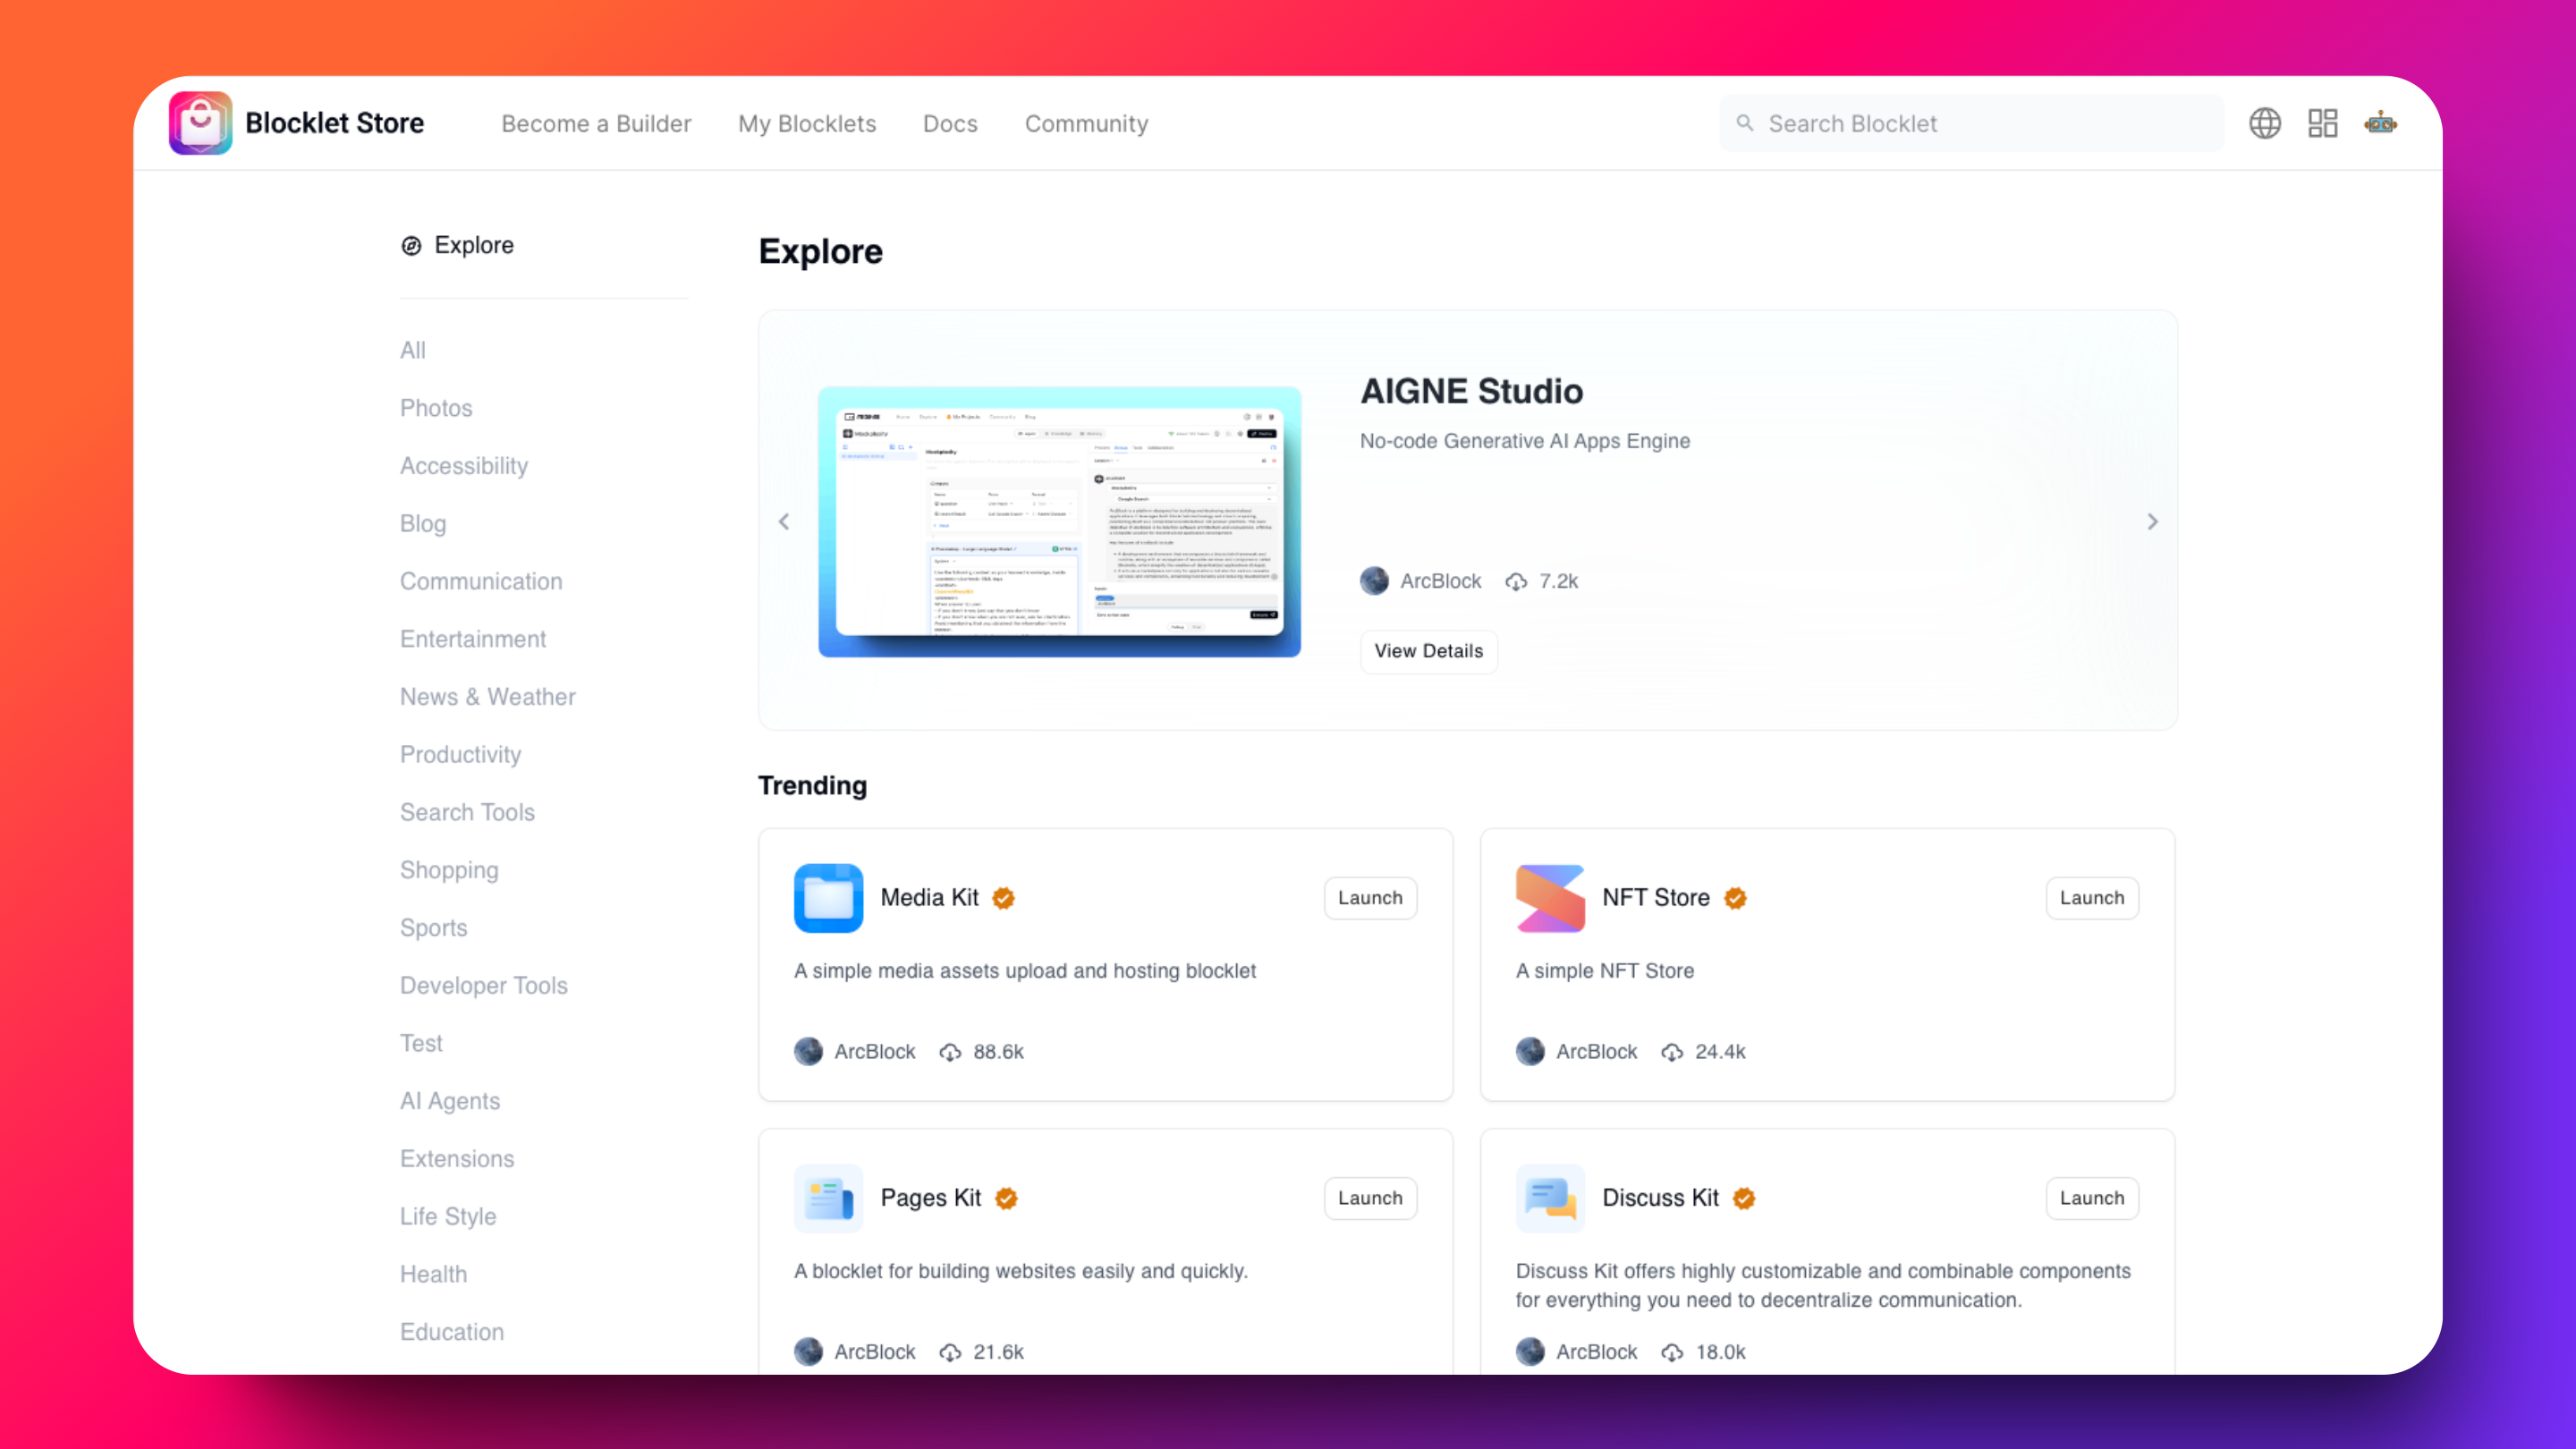 Blocklet Store
Become a Builder
My Blocklets
Docs
Community
Search Blocklet
Explore
All
Photos
Accessibility
Blog
Communication
Entertainment
News & Weather
Productivity
Search Tools
Shopping
Sports
Developer Tools
Test
AI Agents
Extensions
Life Style
Health
Education
Explore
AIGNE Studio
No-code Generative AI Apps Engine
ArcBlock
7.2k
View Details
Trending
Media Kit
Launch
A simple media assets upload and hosting blocklet
ArcBlock
88.6k
NFT Store
Launch
A simple NFT Store
ArcBlock
24.4k
Pages Kit
Launch
A blocklet for building websites easily and quickly.
ArcBlock
21.6k
Discuss Kit
Launch
Discuss Kit offers highly customizable and combinable components
for everything you need to decentralize communication.
ArcBlock
18.0k